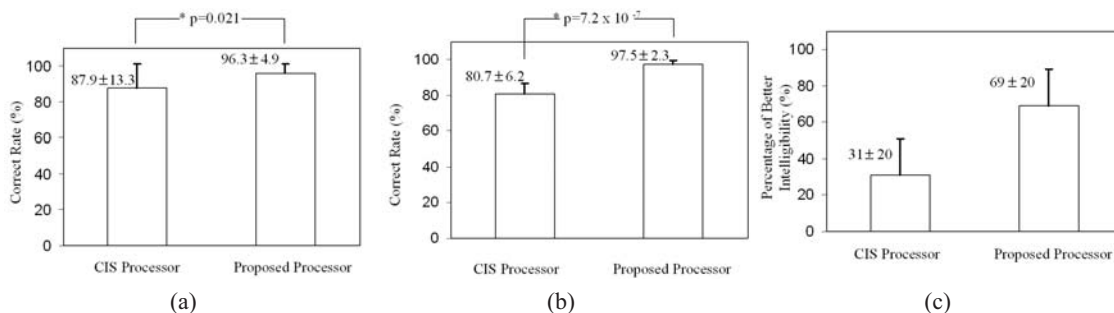 * p=0.021
100
80
60
40
20
0
Correct Rate (%)
87.9±13.3
96.3±4.9
CIS Processor Proposed Processor
(a)
* p=7.2 x 10⁻⁷
100
80
60
40
20
0
Correct Rate (%)
80.7±6.2
97.5±2.3
CIS Processor Proposed Processor
(b)
100
80
60
40
20
0
Percentage of Better
Intelligibility (%)
31±20
69±20
CIS Processor Proposed Processor
(c)